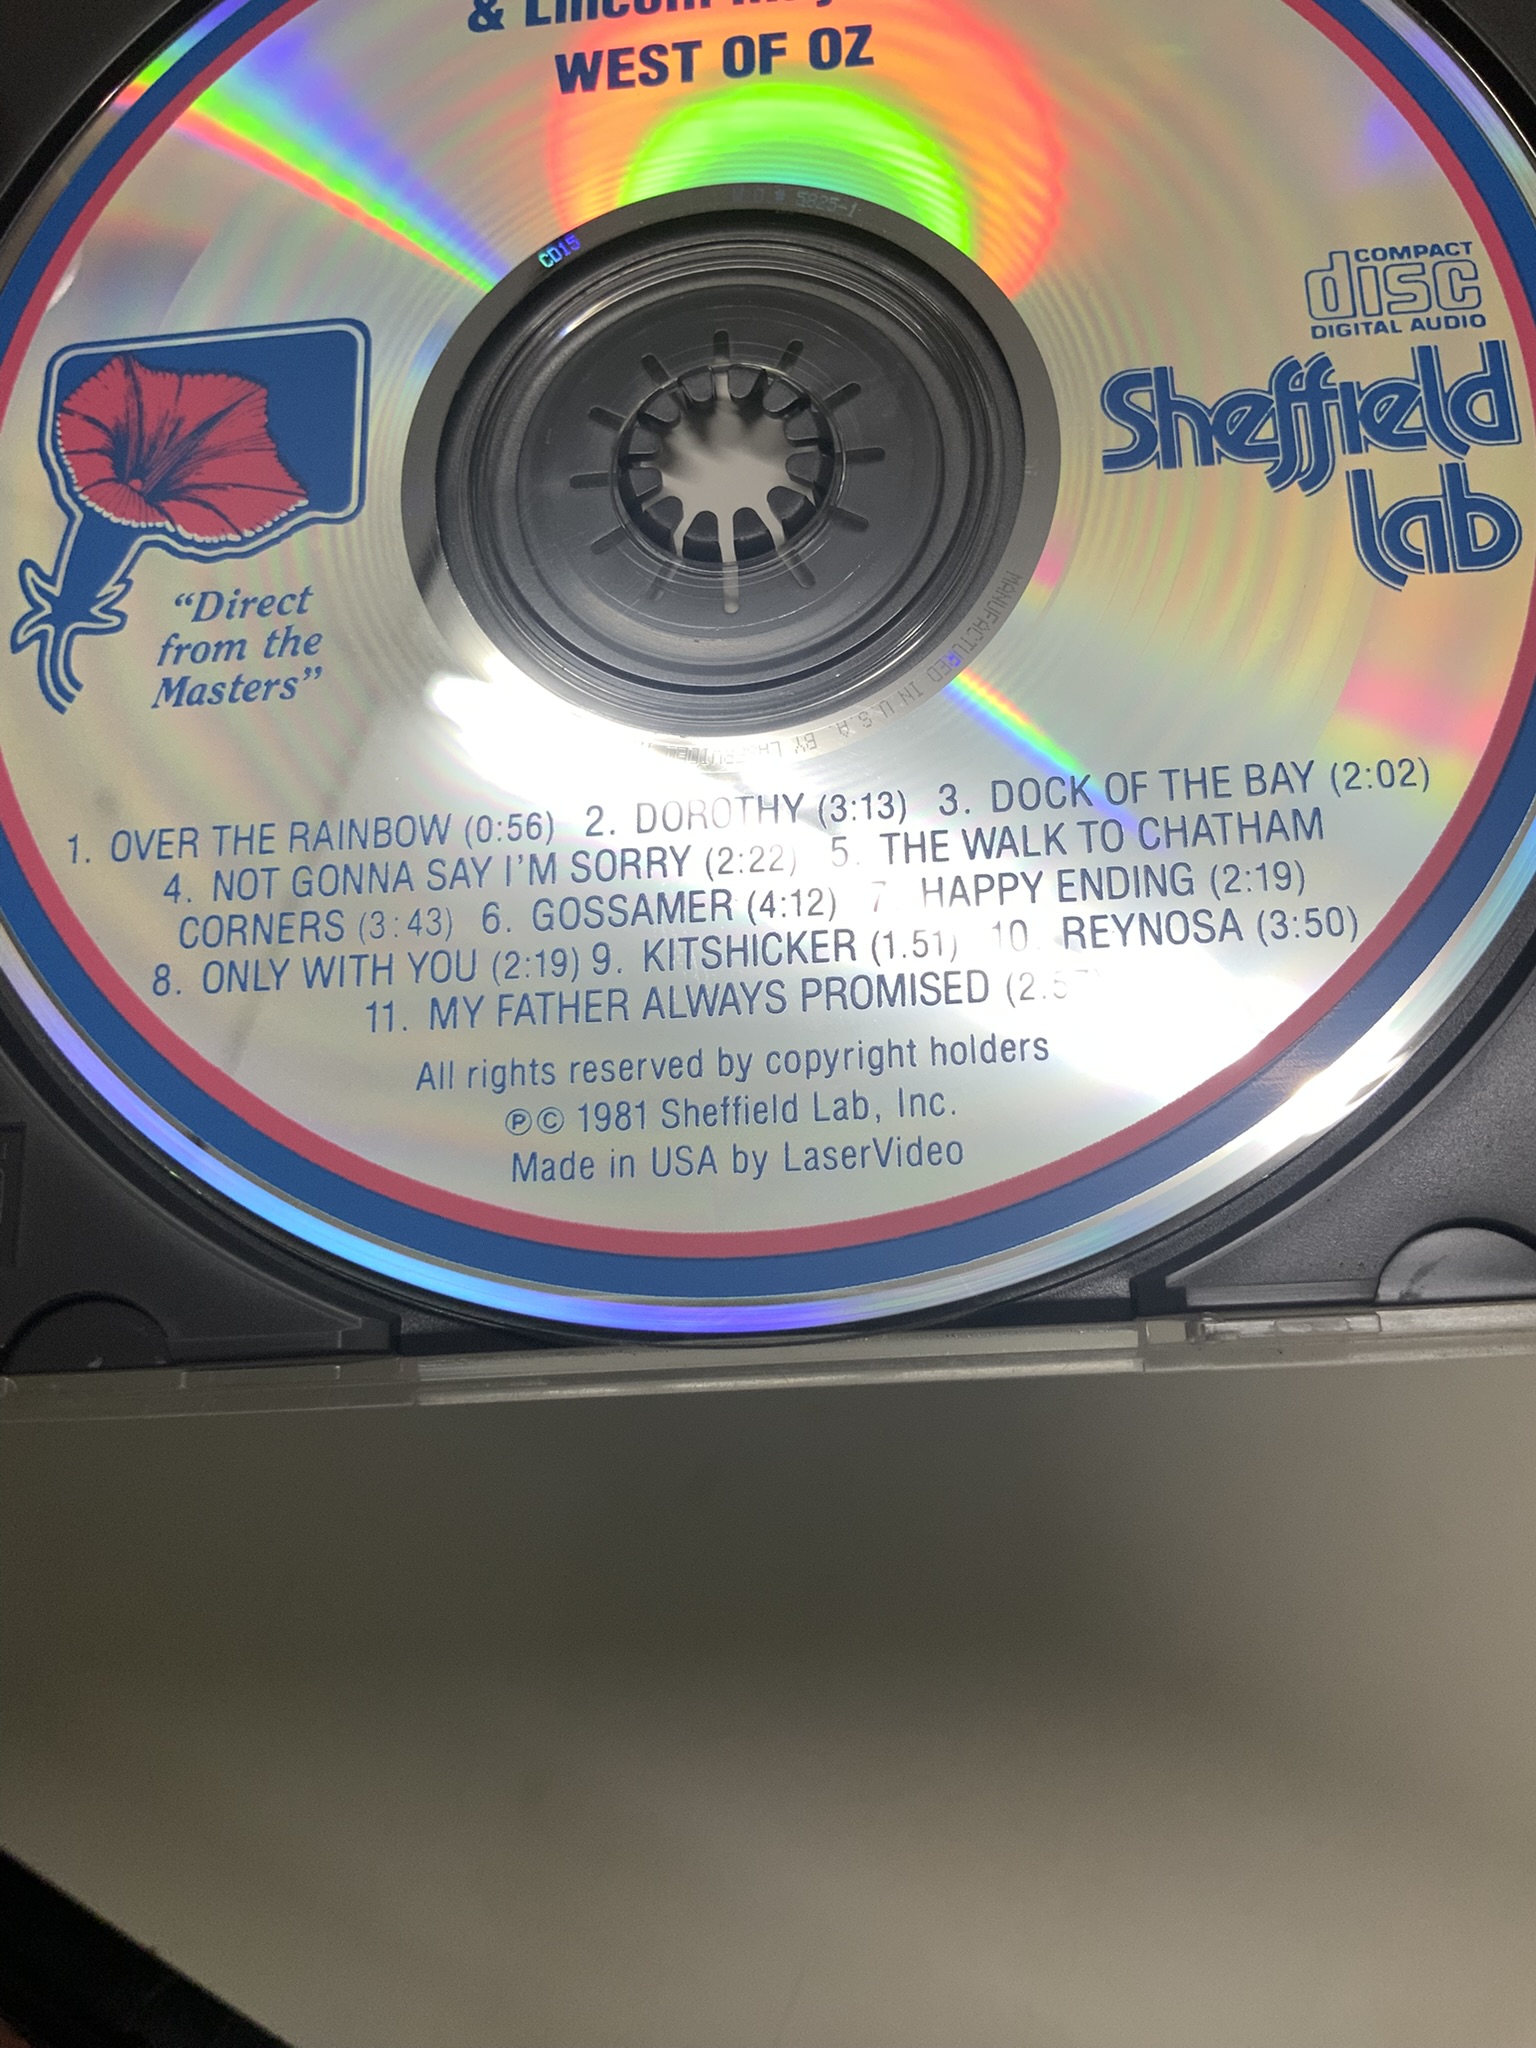 &
WEST OF OZ
CD15
COMPACT
disc
DIGITAL AUDIO
Sheffield
Lab
"Direct
from the
Masters"
MANUFACTURED IN U.S.A. BY
1. OVER THE RAINBOW (0:56) 2. DOROTHY (3:13) 3. DOCK OF THE BAY (2:02)
4. NOT GONNA SAY I'M SORRY (2:22) 5. THE WALK TO CHATHAM
CORNERS (3:43) 6. GOSSAMER (4:12) 7. HAPPY ENDING (2:19)
8. ONLY WITH YOU (2:19) 9. KITSHICKER (1.51) 10. REYNOSA (3:50)
11. MY FATHER ALWAYS PROMISED
All rights reserved by copyright holders
℗© 1981 Sheffield Lab, Inc.
Made in USA by LaserVideo